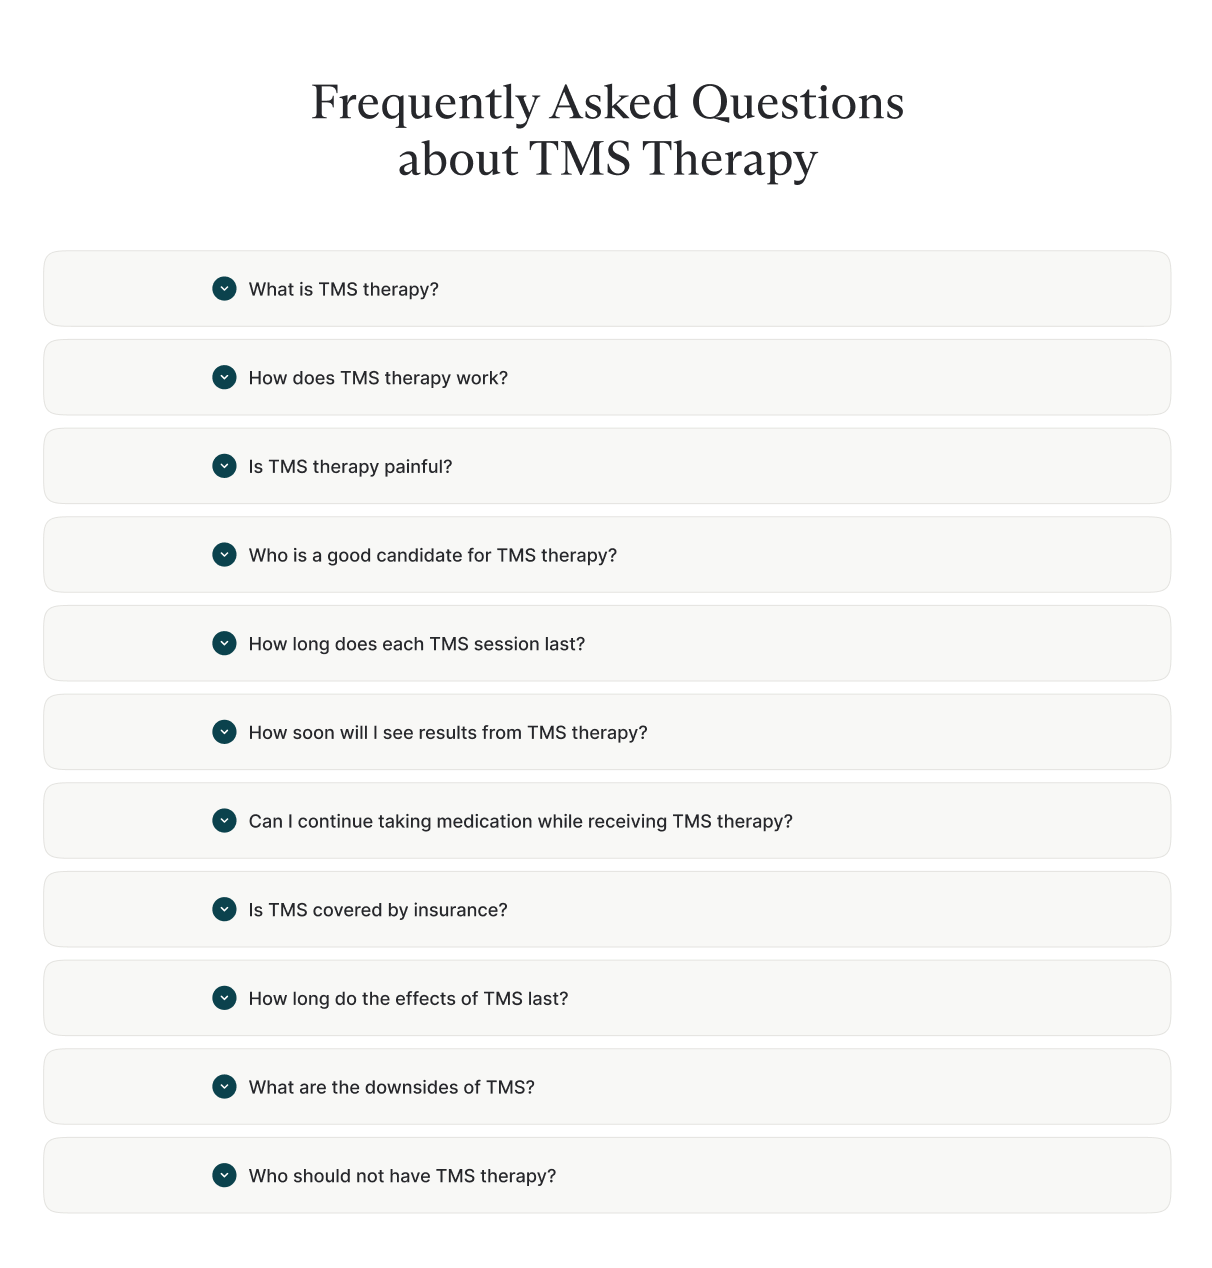 Frequently Asked Questions
about TMS Therapy
What is TMS therapy?
How does TMS therapy work?
Is TMS therapy painful?
Who is a good candidate for TMS therapy?
How long does each TMS session last?
How soon will I see results from TMS therapy?
Can I continue taking medication while receiving TMS therapy?
Is TMS covered by insurance?
How long do the effects of TMS last?
What are the downsides of TMS?
Who should not have TMS therapy?